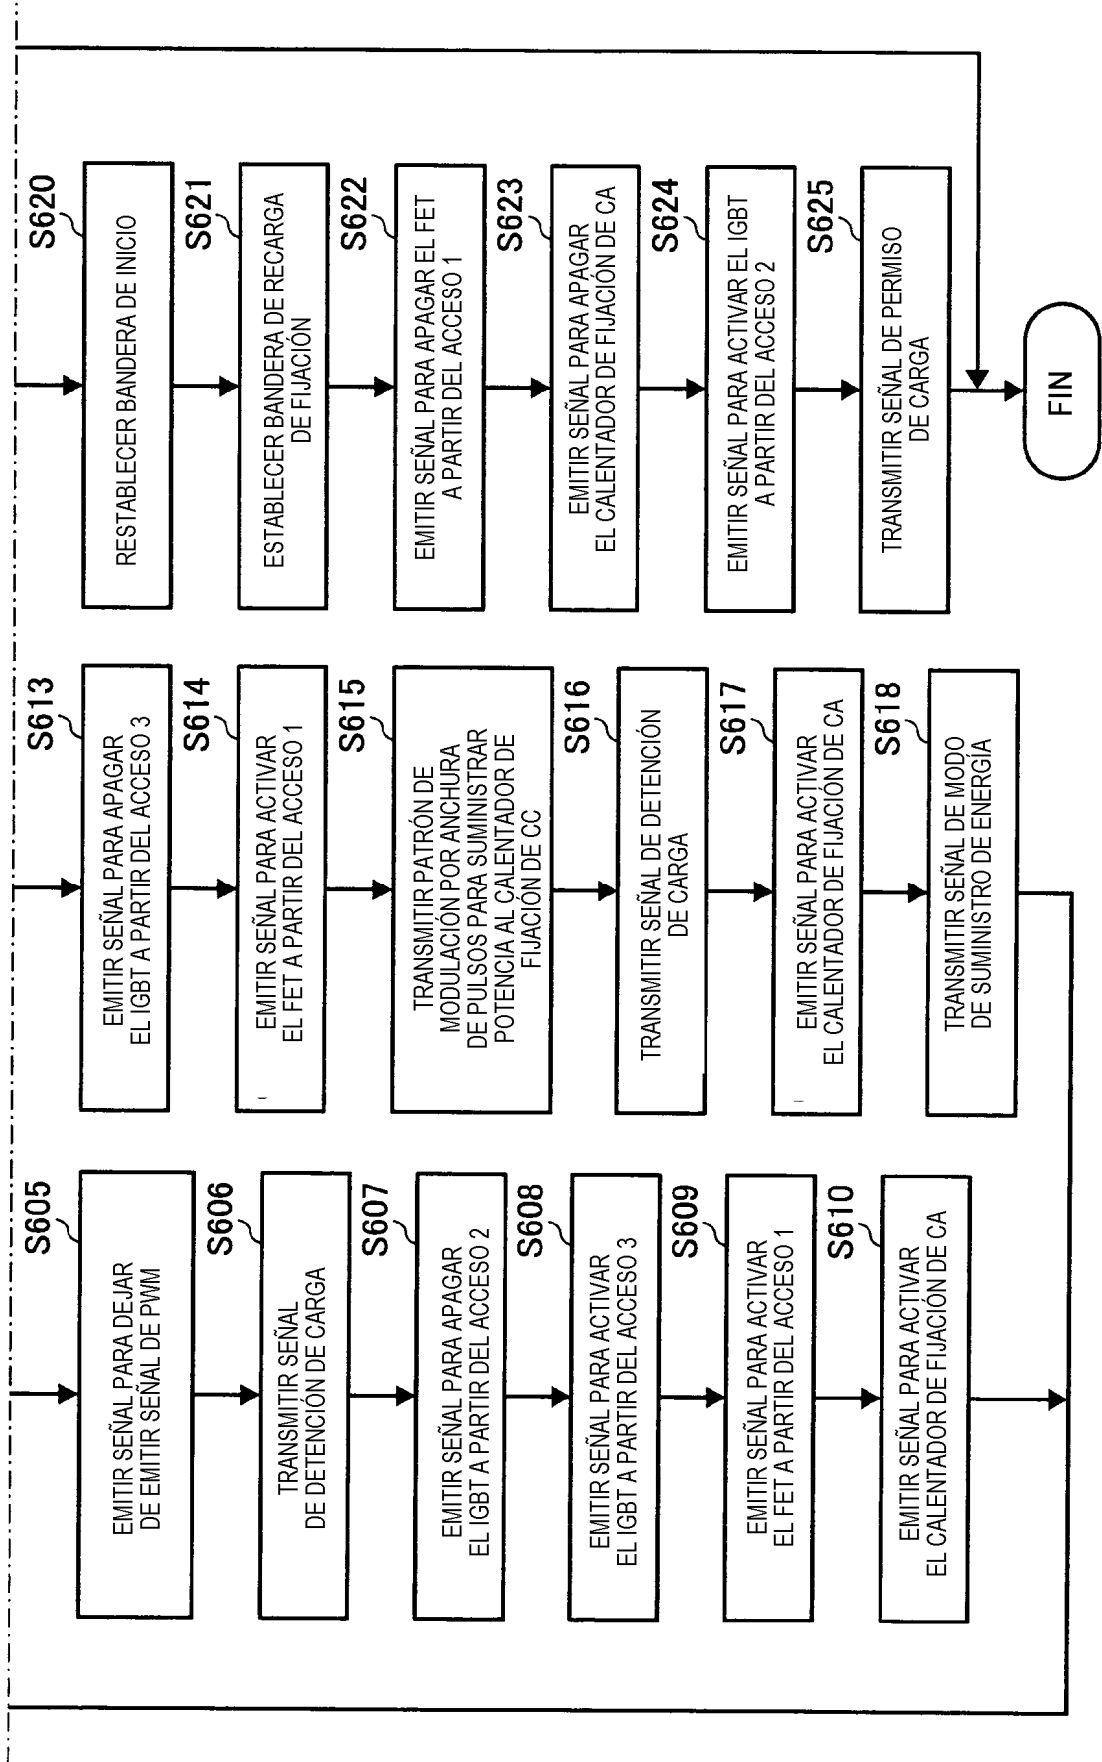 S605
EMITIR SEÑAL PARA DEJAR
DE EMITIR SEÑAL DE PWM
S606
TRANSMITIR SEÑAL
DE DETENCIÓN DE CARGA
S607
EMITIR SEÑAL PARA APAGAR
EL IGBT A PARTIR DEL ACCESO 2
S608
EMITIR SEÑAL PARA ACTIVAR
EL IGBT A PARTIR DEL ACCESO 3
S609
EMITIR SEÑAL PARA ACTIVAR
EL FET A PARTIR DEL ACCESO 1
S610
EMITIR SEÑAL PARA ACTIVAR
EL CALENTADOR DE FIJACIÓN DE CA
S613
EMITIR SEÑAL PARA APAGAR
EL IGBT A PARTIR DEL ACCESO 3
S614
EMITIR SEÑAL PARA ACTIVAR
EL FET A PARTIR DEL ACCESO 1
S615
TRANSMITIR PATRÓN DE
MODULACIÓN POR ANCHURA
DE PULSOS PARA SUMINISTRAR
POTENCIA AL CALENTADOR DE
FIJACIÓN DE CC
S616
TRANSMITIR SEÑAL DE DETENCIÓN
DE CARGA
S617
EMITIR SEÑAL PARA ACTIVAR
EL CALENTADOR DE FIJACIÓN DE CA
S618
TRANSMITIR SEÑAL DE MODO
DE SUMINISTRO DE ENERGÍA
S620
RESTABLECER BANDERA DE INICIO
S621
ESTABLECER BANDERA DE RECARGA
DE FIJACIÓN
S622
EMITIR SEÑAL PARA APAGAR EL FET
A PARTIR DEL ACCESO 1
S623
EMITIR SEÑAL PARA APAGAR
EL CALENTADOR DE FIJACIÓN DE CA
S624
EMITIR SEÑAL PARA ACTIVAR EL IGBT
A PARTIR DEL ACCESO 2
S625
TRANSMITIR SEÑAL DE PERMISO
DE CARGA
FIN